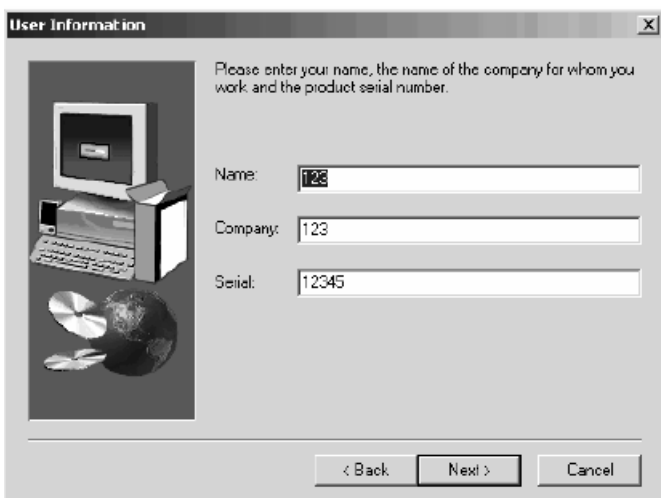 User Information
Please enter your name, the name of the company for whom you
work and the product serial number.
Name: 123
Company: 123
Serial: 12345
< Back Next > Cancel